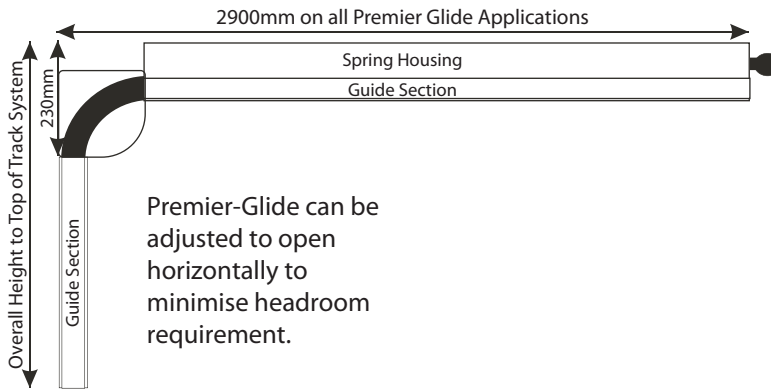 2900mm on all Premier Glide Applications
Spring Housing
Guide Section
230mm
Overall Height to Top of Track System
Guide Section
Premier-Glide can be
adjusted to open
horizontally to
minimise headroom
requirement.